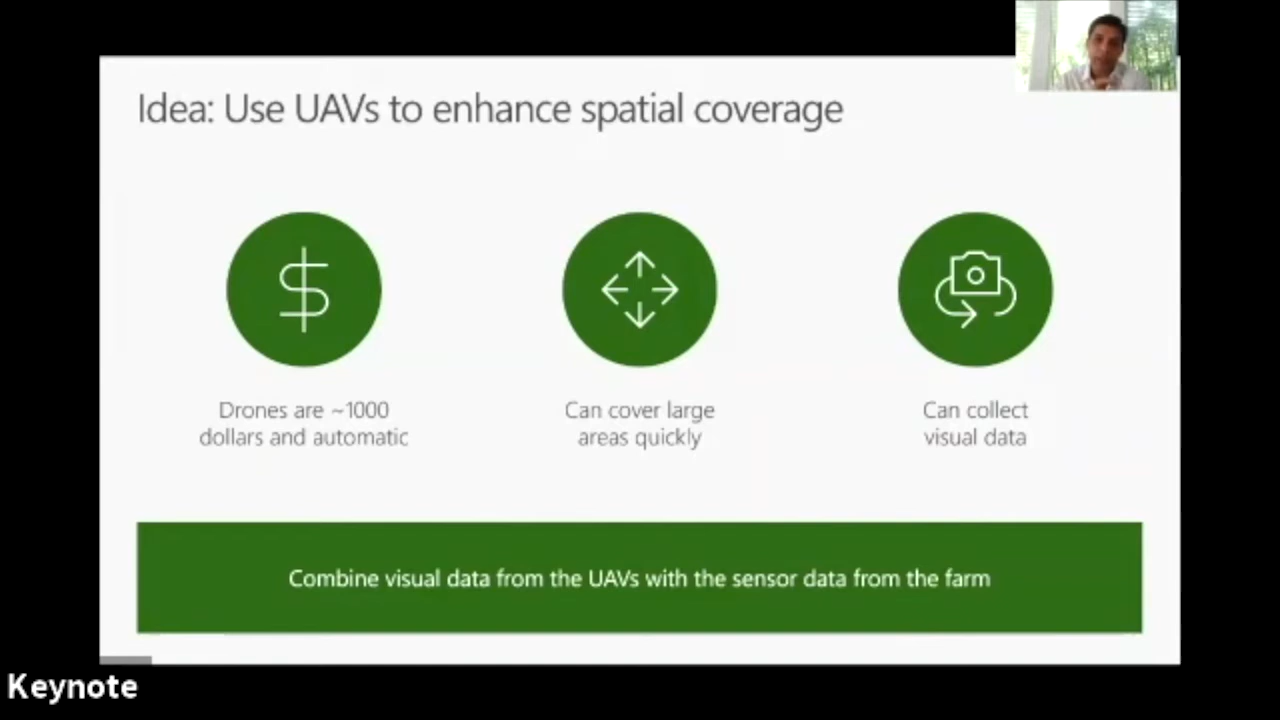 Idea: Use UAVs to enhance spatial coverage
Drones are ~1000
dollars and automatic
Can cover large
areas quickly
Can collect
visual data
Combine visual data from the UAVs with the sensor data from the farm
Keynote